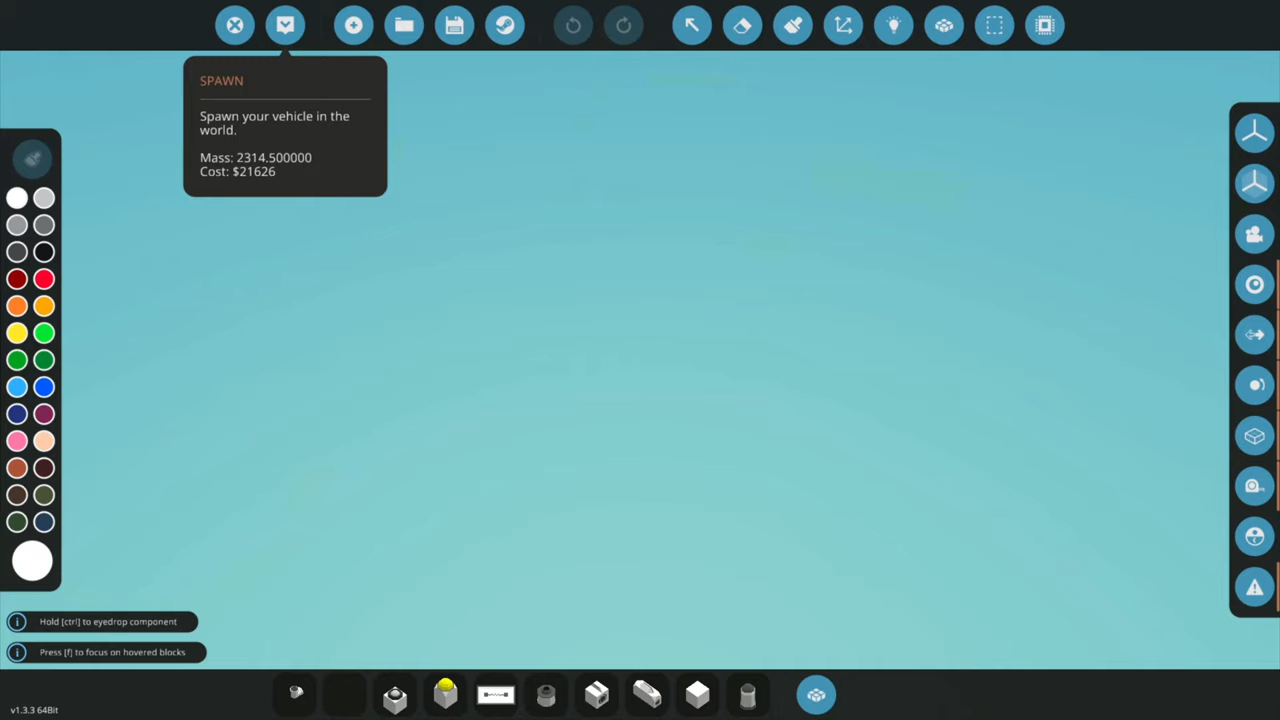 SPAWN
Spawn your vehicle in the
world.
Mass: 2314.500000
Cost: $21626
Hold [ctrl] to eyedrop component
Press [f] to focus on hovered blocks
v1.3.3 64Bit